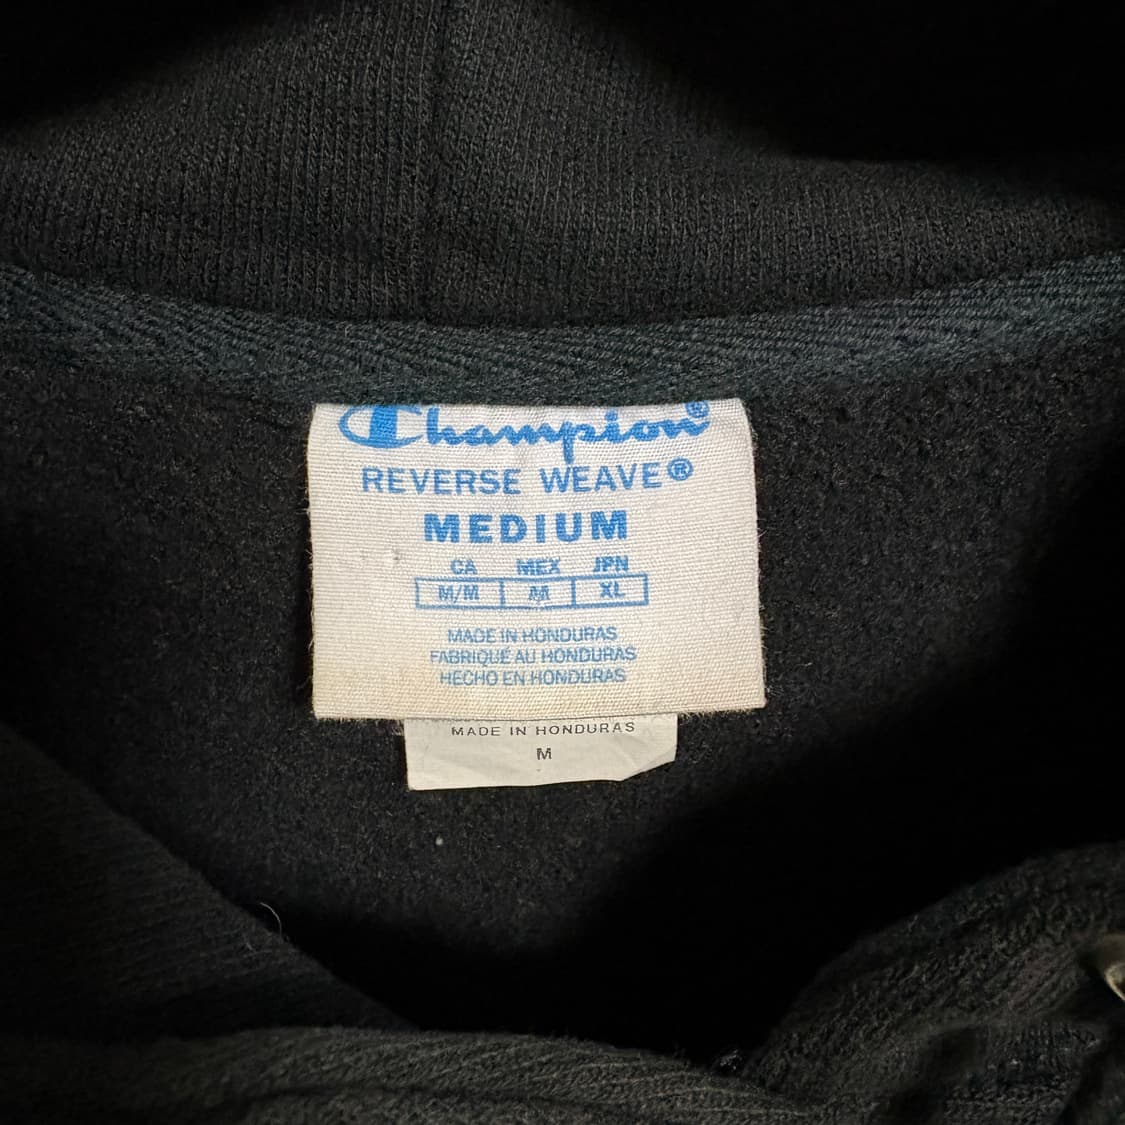 Champion®
REVERSE WEAVE®
MEDIUM
CA MEX JPN
M/M M XL
MADE IN HONDURAS
FABRIQUÉ AU HONDURAS
HECHO EN HONDURAS
MADE IN HONDURAS
M